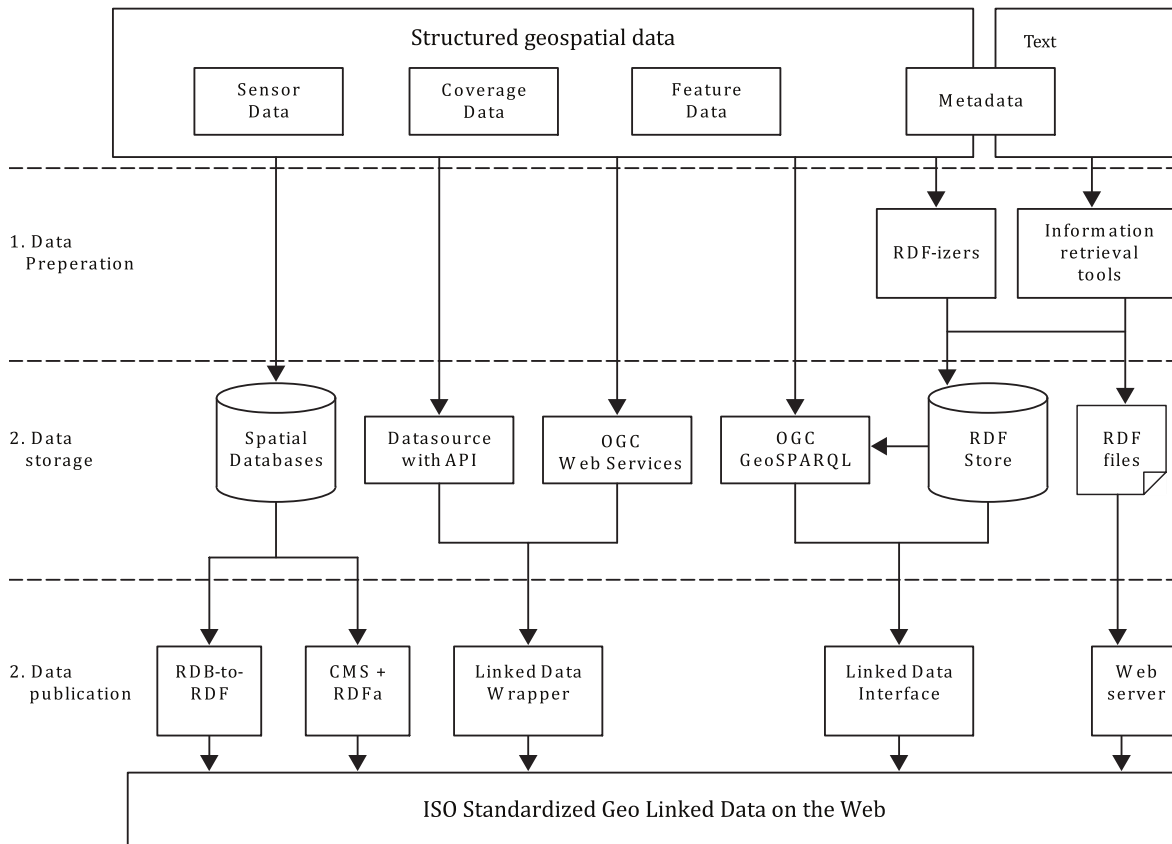 Structured geospatial data
Text
Sensor
Data
Coverage
Data
Feature
Data
Metadata
1. Data
Preperation
RDF-izers
Information
retrieval
tools
2. Data
storage
Spatial
Databases
Datasource
with API
OGC
Web Services
OGC
GeoSPARQL
RDF
Store
RDF
files
2. Data
publication
RDB-to-
RDF
CMS +
RDFa
Linked Data
Wrapper
Linked Data
Interface
Web
server
ISO Standardized Geo Linked Data on the Web